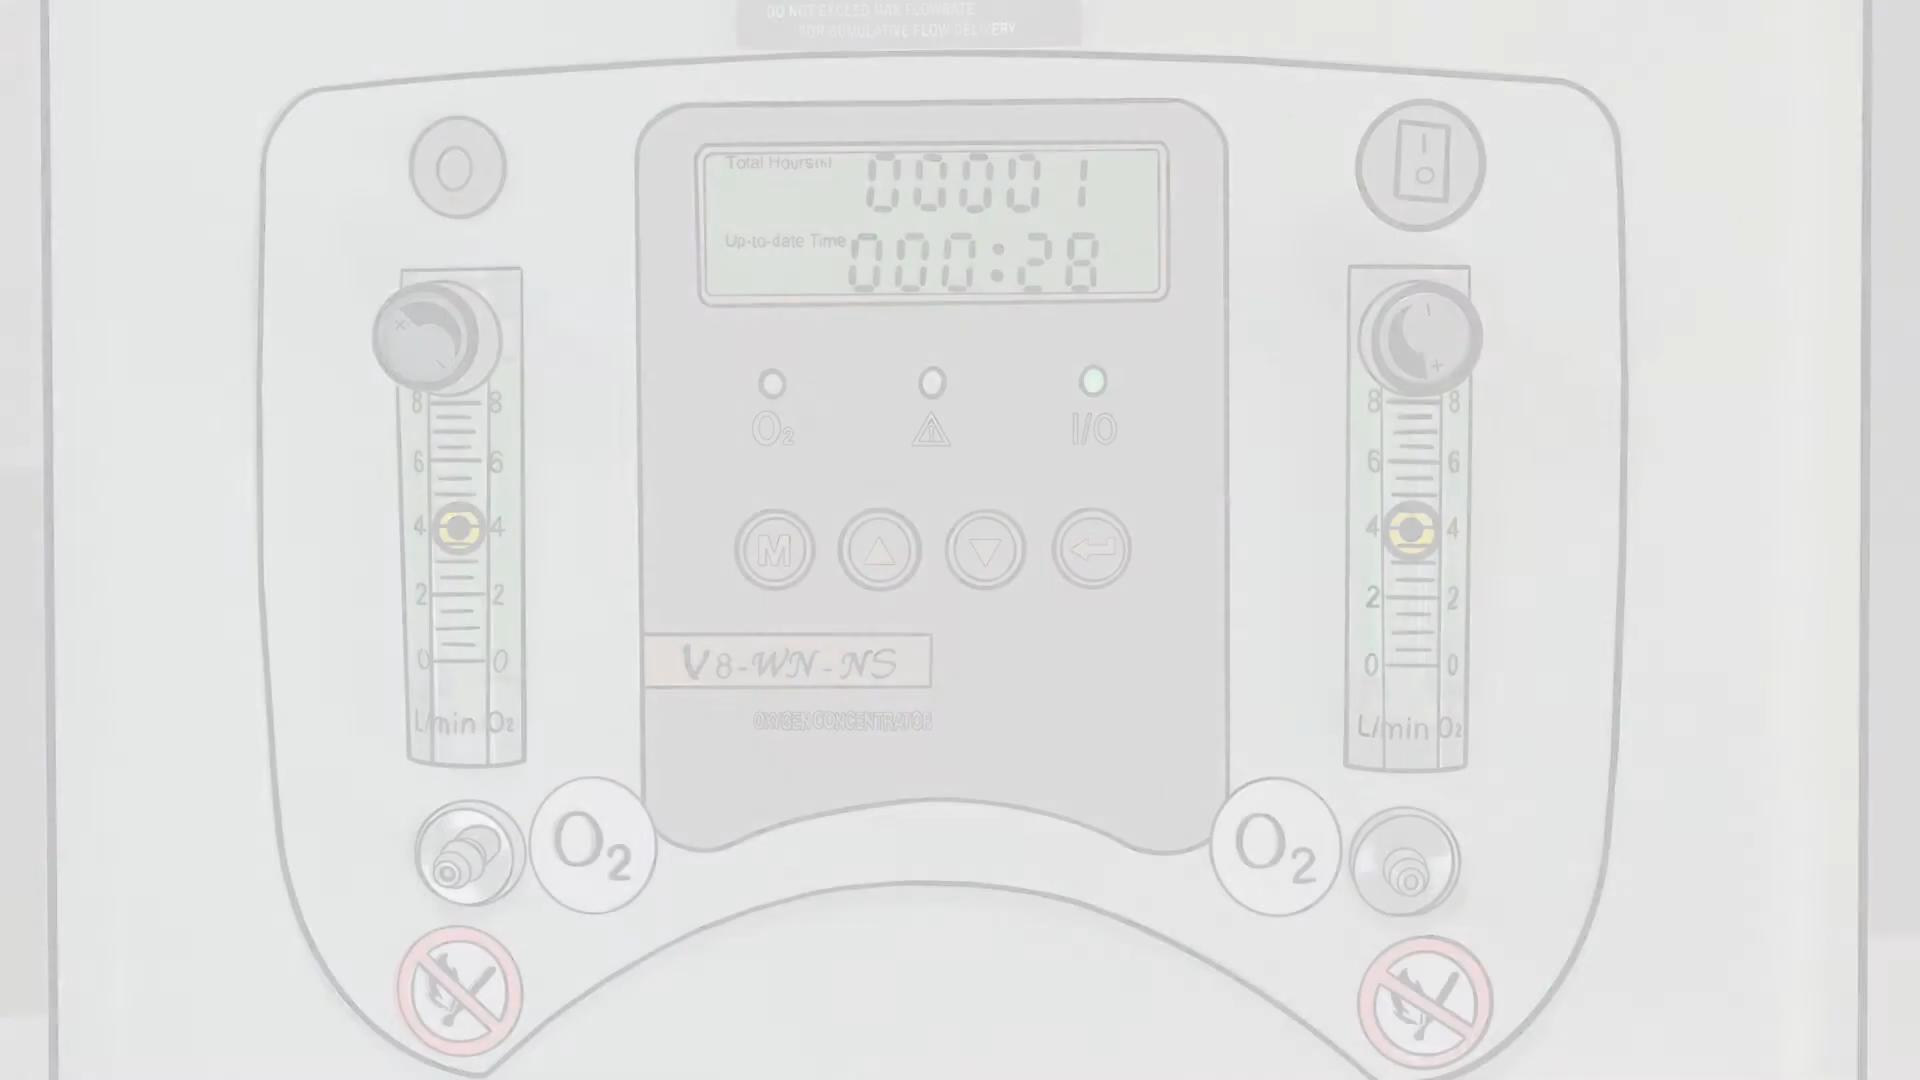 DO NOT EXCEED MAX FLOWRATE
FOR CUMULATIVE FLOW DELIVERY
Total Hours(h) 00001
Up-to-date Time 000:28
O₂ I/O
M
V8-WN-NS
OXYGEN CONCENTRATOR
8 8
6 6
4 4
2 2
0 0
L/min O₂
O₂
8 8
6 6
4 4
2 2
0 0
L/min O₂
O₂